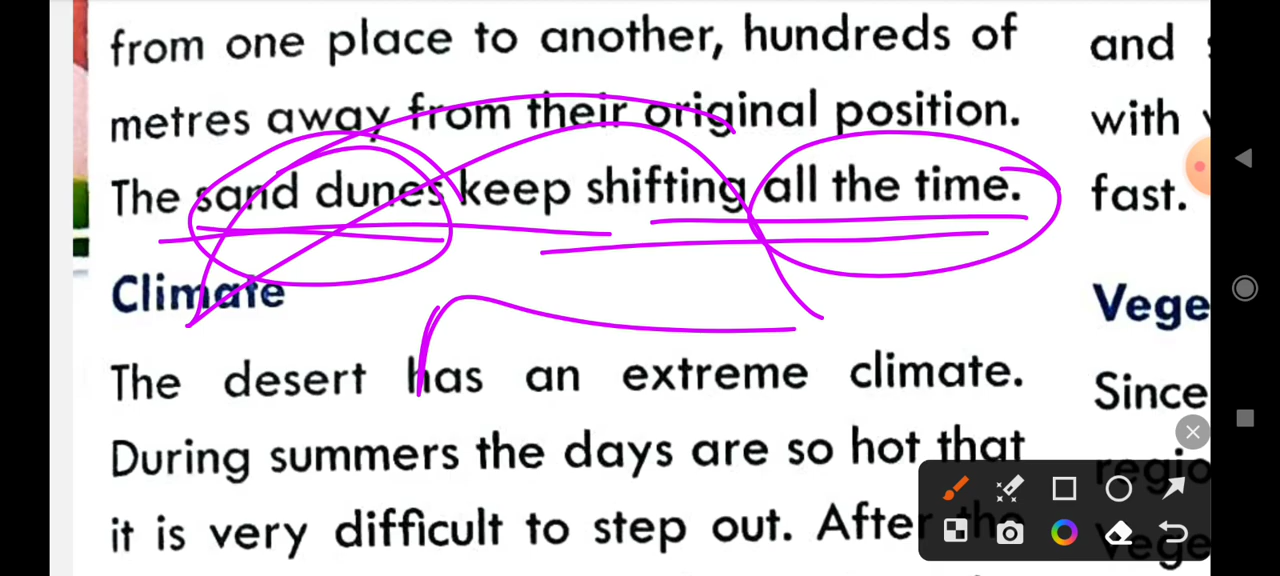 from one place to another, hundreds of
metres away from their original position.
The sand dunes keep shifting all the time.
Climate
The desert has an extreme climate.
During summers the days are so hot that
it is very difficult to step out. After the
and
with
fast.
Since